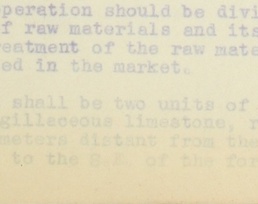 peration should be divi
f raw materials and its
reatment of the raw mate
ed in the market.
shall be two units of
gillaceous limestone, r
meters distant from the
to the S.E. of the for